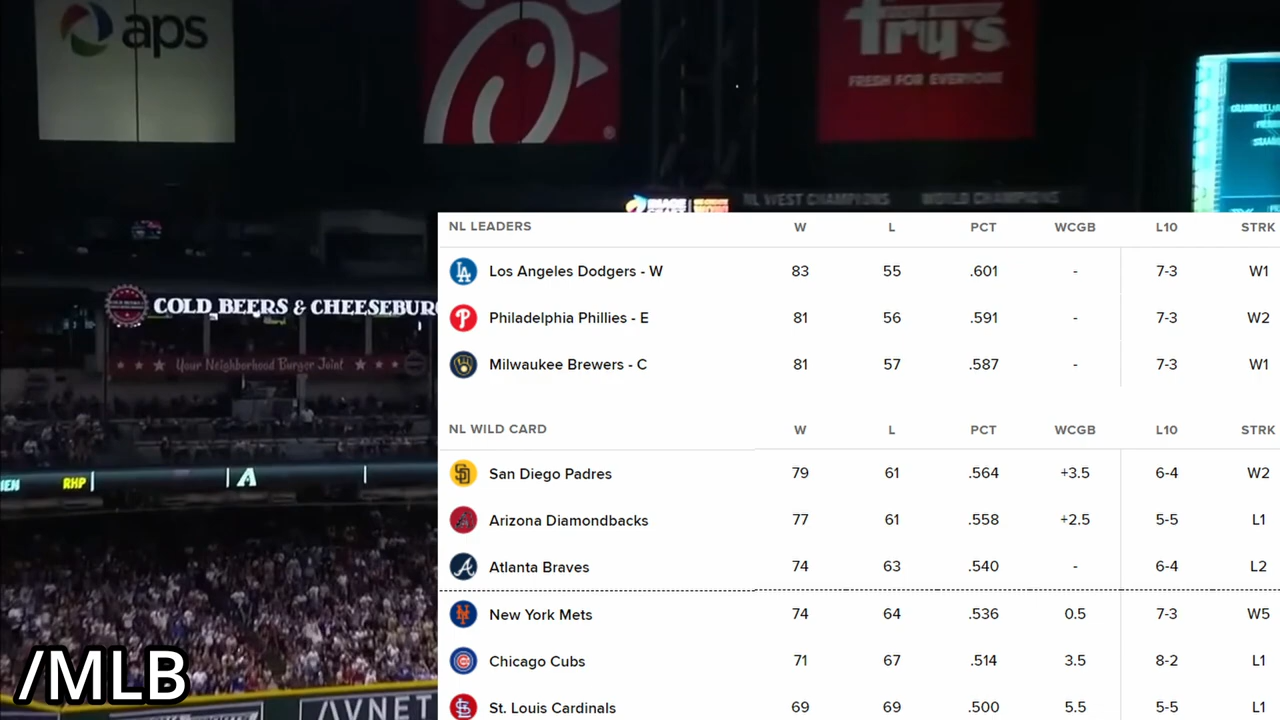 aps
®
Fry's
FRESH FOR EVERYONE
NL WEST CHAMPIONS
WORLD CHAMPIONS
COLD BEERS & CHEESEBUR
Your Neighborhood Burger Joint
RHP
A
AVNET
/MLB
NL LEADERS W L PCT WCGB L10 STRK
LA Los Angeles Dodgers - W 83 55 .601 - 7-3 W1
P Philadelphia Phillies - E 81 56 .591 - 7-3 W2
Milwaukee Brewers - C 81 57 .587 - 7-3 W1
NL WILD CARD W L PCT WCGB L10 STRK
SD San Diego Padres 79 61 .564 +3.5 6-4 W2
A Arizona Diamondbacks 77 61 .558 +2.5 5-5 L1
A Atlanta Braves 74 63 .540 - 6-4 L2
NY New York Mets 74 64 .536 0.5 7-3 W5
Chicago Cubs 71 67 .514 3.5 8-2 L1
St. Louis Cardinals 69 69 .500 5.5 5-5 L1